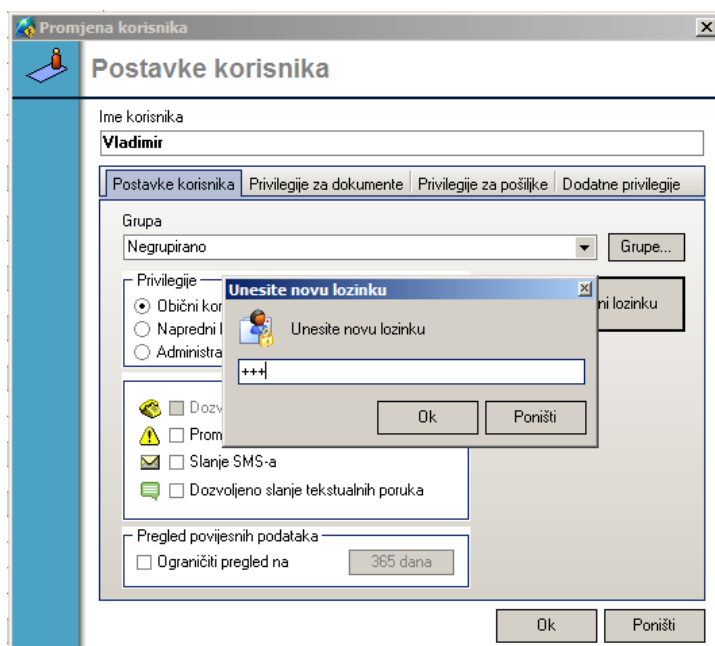 Promjena korisnika
Postavke korisnika
Ime korisnika
Vladimir
Postavke korisnika Privilegije za dokumente Privilegije za pošiljke Dodatne privilegije
Grupa
Negrupirano Grupe...
Privilegije
Obični kor
Napredni
Administra
ni lozinku
Unesite novu lozinku
Unesite novu lozinku
+++
Ok Poništi
Dozv
Prom
Slanje SMS-a
Dozvoljeno slanje tekstualnih poruka
Pregled povijesnih podataka
Ograničiti pregled na 365 dana
Ok Poništi